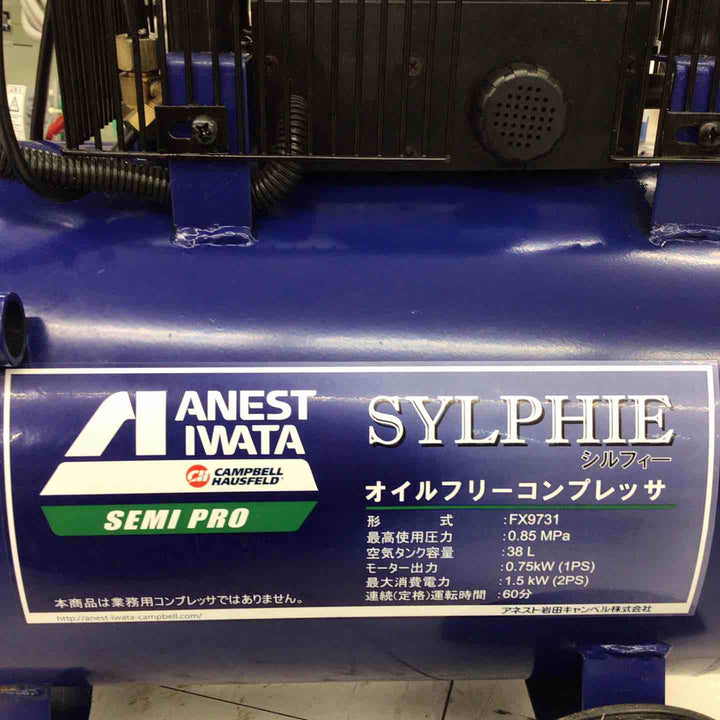 ANEST
IWATA
CAMPBELL
HAUSFELD
SEMI PRO
本商品は業務用コンプレッサではありません。
http://anest-iwata-campbell.com/
SYLPHIE
シルフィー
オイルフリーコンプレッサ
形 式 :FX9731
最高使用圧力 :0.85 MPa
空気タンク容量 :38 L
モーター出力 :0.75kW (1PS)
最大消費電力 :1.5 kW (2PS)
連続(定格)運転時間 :60分
アネスト岩田キャンベル株式会社